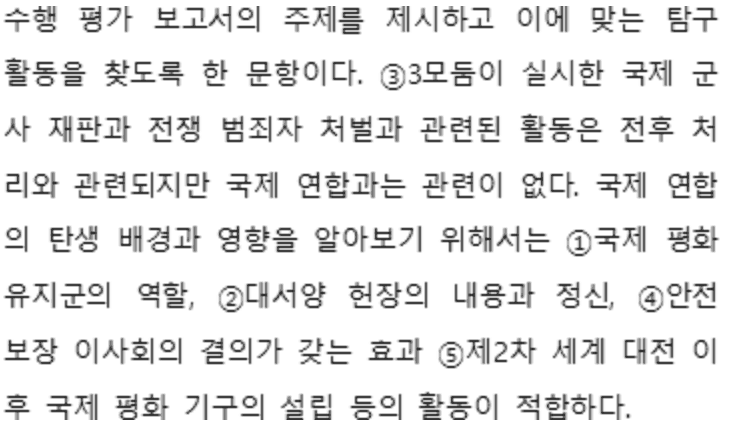 수행 평가 보고서의 주제를 제시하고 이에 맞는 탐구
활동을 찾도록 한 문항이다. ③3모둠이 실시한 국제 군
사 재판과 전쟁 범죄자 처벌과 관련된 활동은 전후 처
리와 관련되지만 국제 연합과는 관련이 없다. 국제 연합
의 탄생 배경과 영향을 알아보기 위해서는 ①국제 평화
유지군의 역할, ②대서양 헌장의 내용과 정신, ④안전
보장 이사회의 결의가 갖는 효과 ⑤제2차 세계 대전 이
후 국제 평화 기구의 설립 등의 활동이 적합하다.